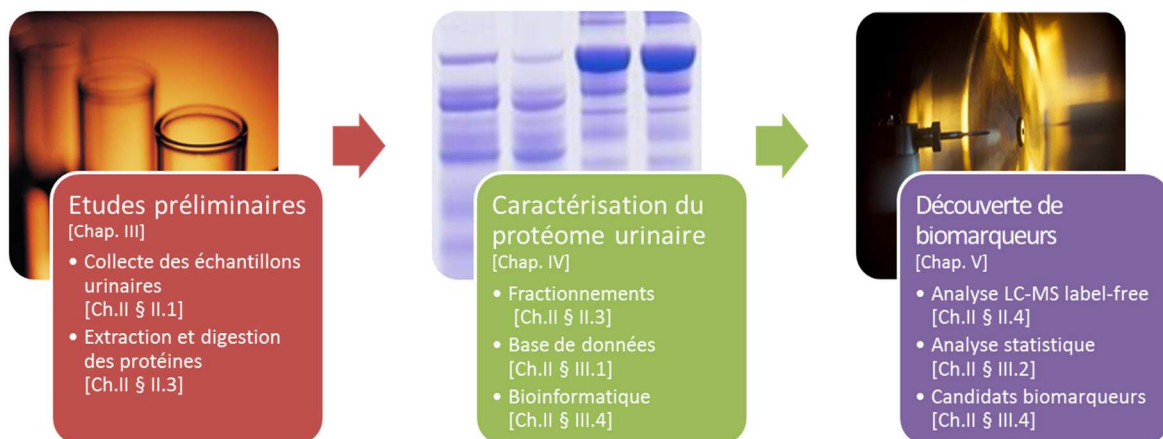 Etudes préliminaires
[Chap. III]
• Collecte des échantillons
urinaires
[Ch.II § II.1]
• Extraction et digestion
des protéines
[Ch.II § II.3]
Caractérisation du
protéome urinaire
[Chap. IV]
• Fractionnements
[Ch.II § II.3]
• Base de données
[Ch.II § III.1]
• Bioinformatique
[Ch.II § III.4]
Découverte de
biomarqueurs
[Chap. V]
• Analyse LC-MS label-free
[Ch.II § II.4]
• Analyse statistique
[Ch.II § III.2]
• Candidats biomarqueurs
[Ch.II § III.4]